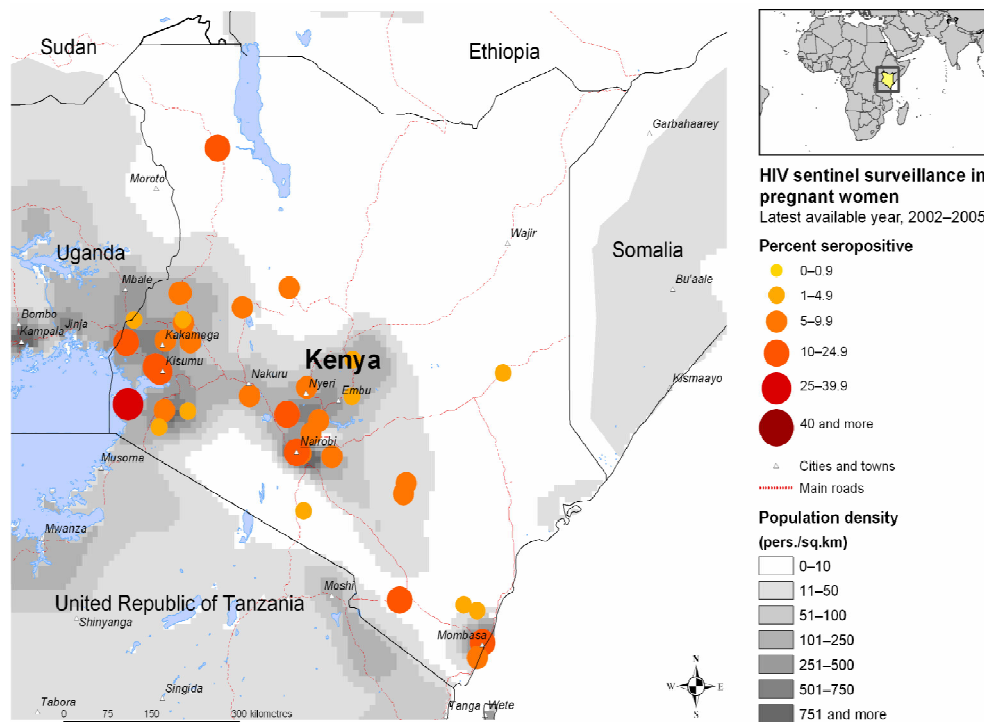 Sudan
Ethiopia
Garbahaarey
Moroto
Wajir
Uganda
Somalia
Mbale
Bu'aale
Bombo
Jinja
Kampala
Kakamega
Kisumu
Kenya
Nakuru
Nyeri
Embu
Kismaayo
Nairobi
Musoma
Mwanza
Moshi
United Republic of Tanzania
Shinyanga
Mombasa
Singida
Tabora
Tanga
Wete
0 75 150 300 kilometres
N
W E
S
HIV sentinel surveillance in
pregnant women
Latest available year, 2002–2005
Percent seropositive
0–0.9
1–4.9
5–9.9
10–24.9
25–39.9
40 and more
Cities and towns
Main roads
Population density
(pers./sq.km)
0–10
11–50
51–100
101–250
251–500
501–750
751 and more